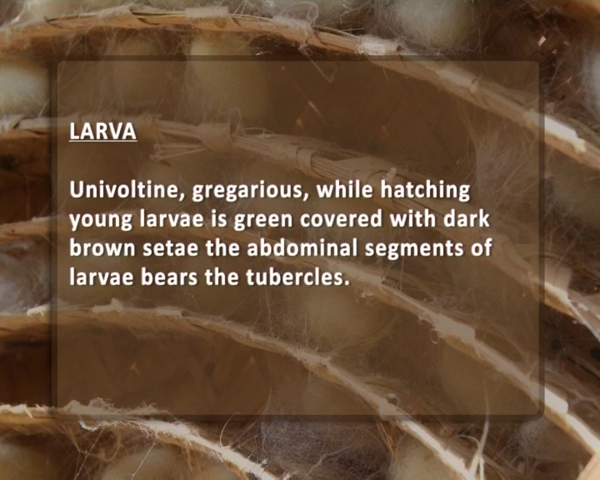 LARVA
Univoltine, gregarious, while hatching
young larvae is green covered with dark
brown setae the abdominal segments of
larvae bears the tubercles.